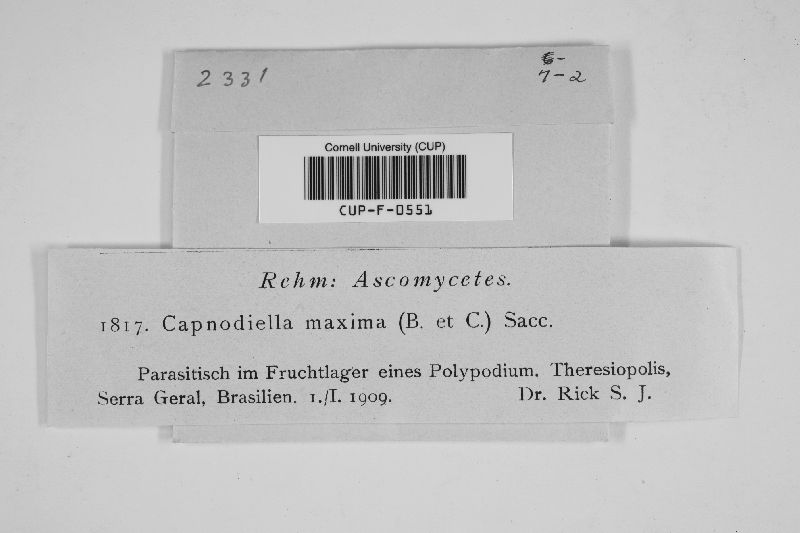 2331
6-
7-2
Cornell University (CUP)
CUP-F-0551
Rehm: Ascomycetes.
1817. Capnodiella maxima (B. et C.) Sacc.
Parasitisch im Fruchtlager eines Polypodium. Theresiopolis,
Serra Geral, Brasilien. 1./I. 1909. Dr. Rick S. J.